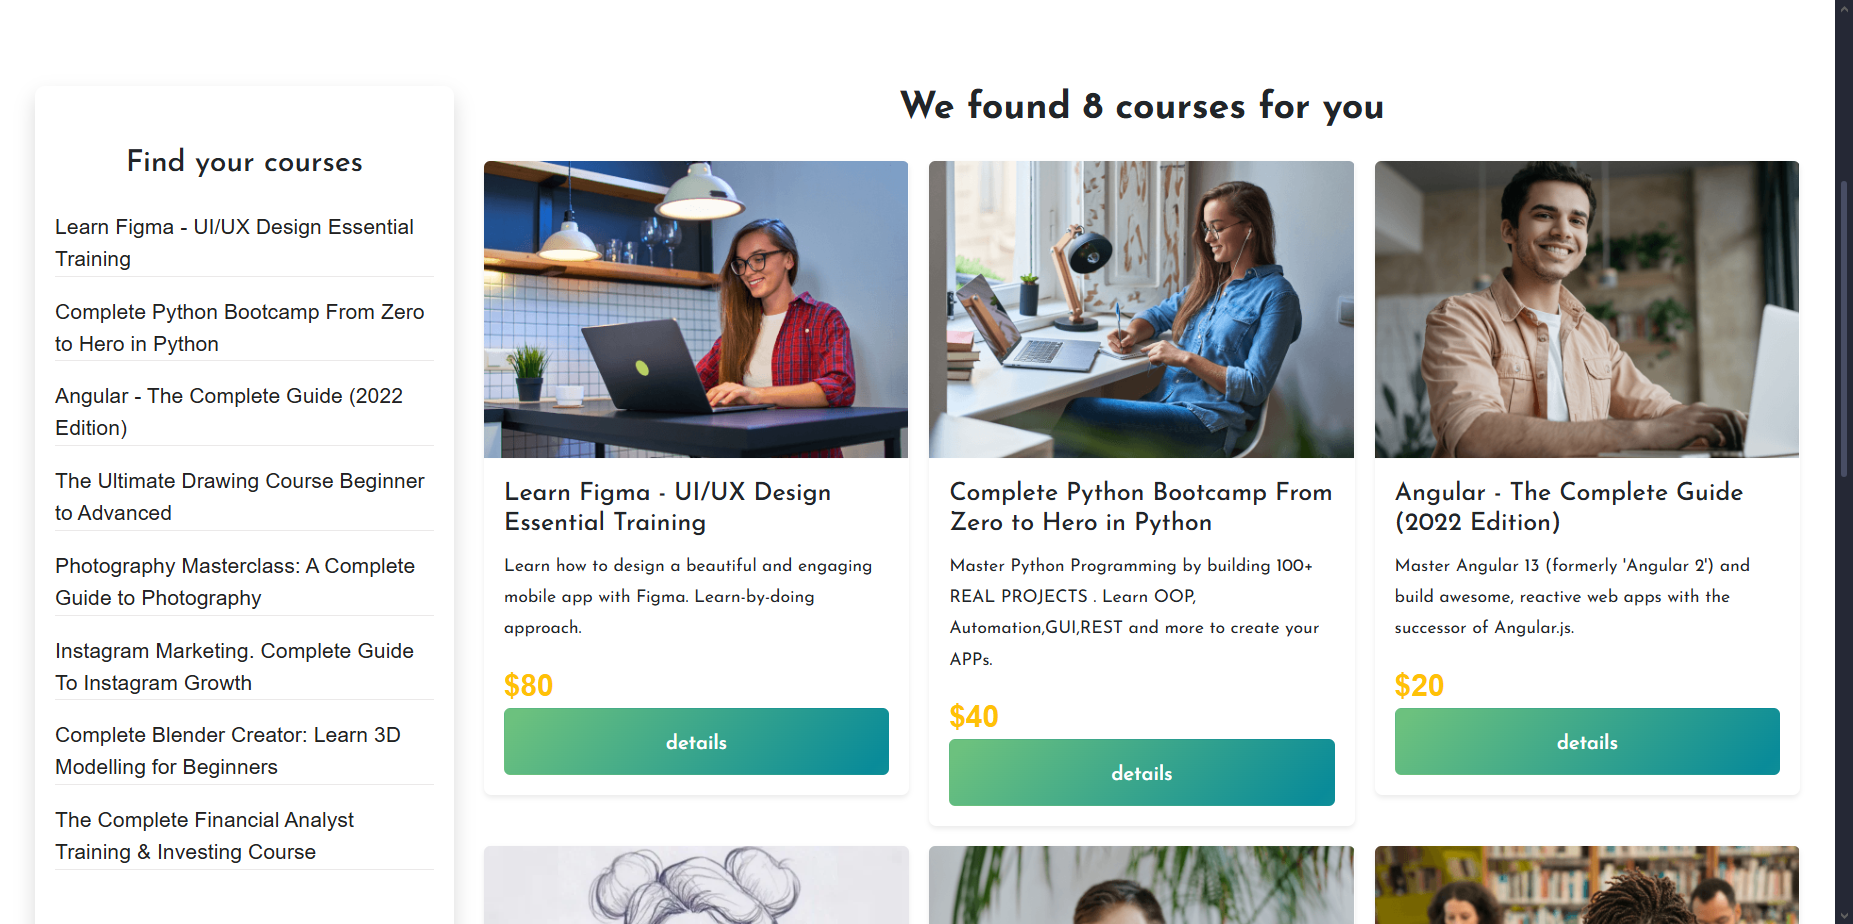 We found 8 courses for you
Find your courses
Learn Figma - UI/UX Design Essential
Training
Complete Python Bootcamp From Zero
to Hero in Python
Angular - The Complete Guide (2022
Edition)
The Ultimate Drawing Course Beginner
to Advanced
Photography Masterclass: A Complete
Guide to Photography
Instagram Marketing. Complete Guide
To Instagram Growth
Complete Blender Creator: Learn 3D
Modelling for Beginners
The Complete Financial Analyst
Training & Investing Course
Learn Figma - UI/UX Design
Essential Training
Learn how to design a beautiful and engaging
mobile app with Figma. Learn-by-doing
approach.
$80
details
Complete Python Bootcamp From
Zero to Hero in Python
Master Python Programming by building 100+
REAL PROJECTS . Learn OOP,
Automation,GUI,REST and more to create your
APPs.
$40
details
Angular - The Complete Guide
(2022 Edition)
Master Angular 13 (formerly 'Angular 2') and
build awesome, reactive web apps with the
successor of Angular.js.
$20
details